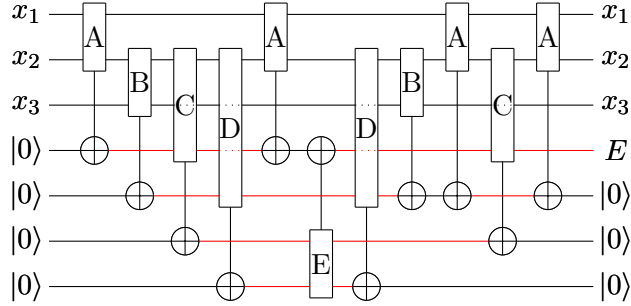 x₁ A A A A x₁
x₂ B B x₂
x₃ C C x₃
|0⟩ D D E
|0⟩ |0⟩
|0⟩ |0⟩
|0⟩ E |0⟩